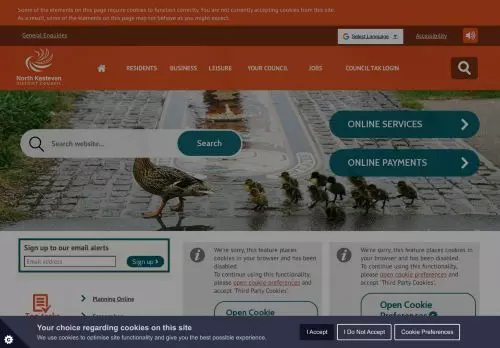 Some of the elements on this page require cookies to function correctly. You are not currently accepting cookies from this site.
As a result, some of the elements on this page may not behave as you might expect.
General Enquiries
Select Language
Accessibility
North Kesteven
DISTRICT COUNCIL
RESIDENTS
BUSINESS
LEISURE
YOUR COUNCIL
JOBS
COUNCIL TAX LOGIN
Search website...
Search
ONLINE SERVICES
ONLINE PAYMENTS
Sign up to our email alerts
Email address
Sign up
Planning Online
We're sorry, this feature places
cookies in your browser and has been
disabled.
To continue using this functionality,
please open cookie preferences and
accept 'Third Party Cookies'.
Open Cookie
We're sorry, this feature places
cookies in your browser and has been
disabled.
To continue using this functionality,
please open cookie preferences and
accept 'Third Party Cookies'.
Open Cookie
Preferences
Your choice regarding cookies on this site
We use cookies to optimise site functionality and give you the best possible experience.
I Accept
I Do Not Accept
Cookie Preferences